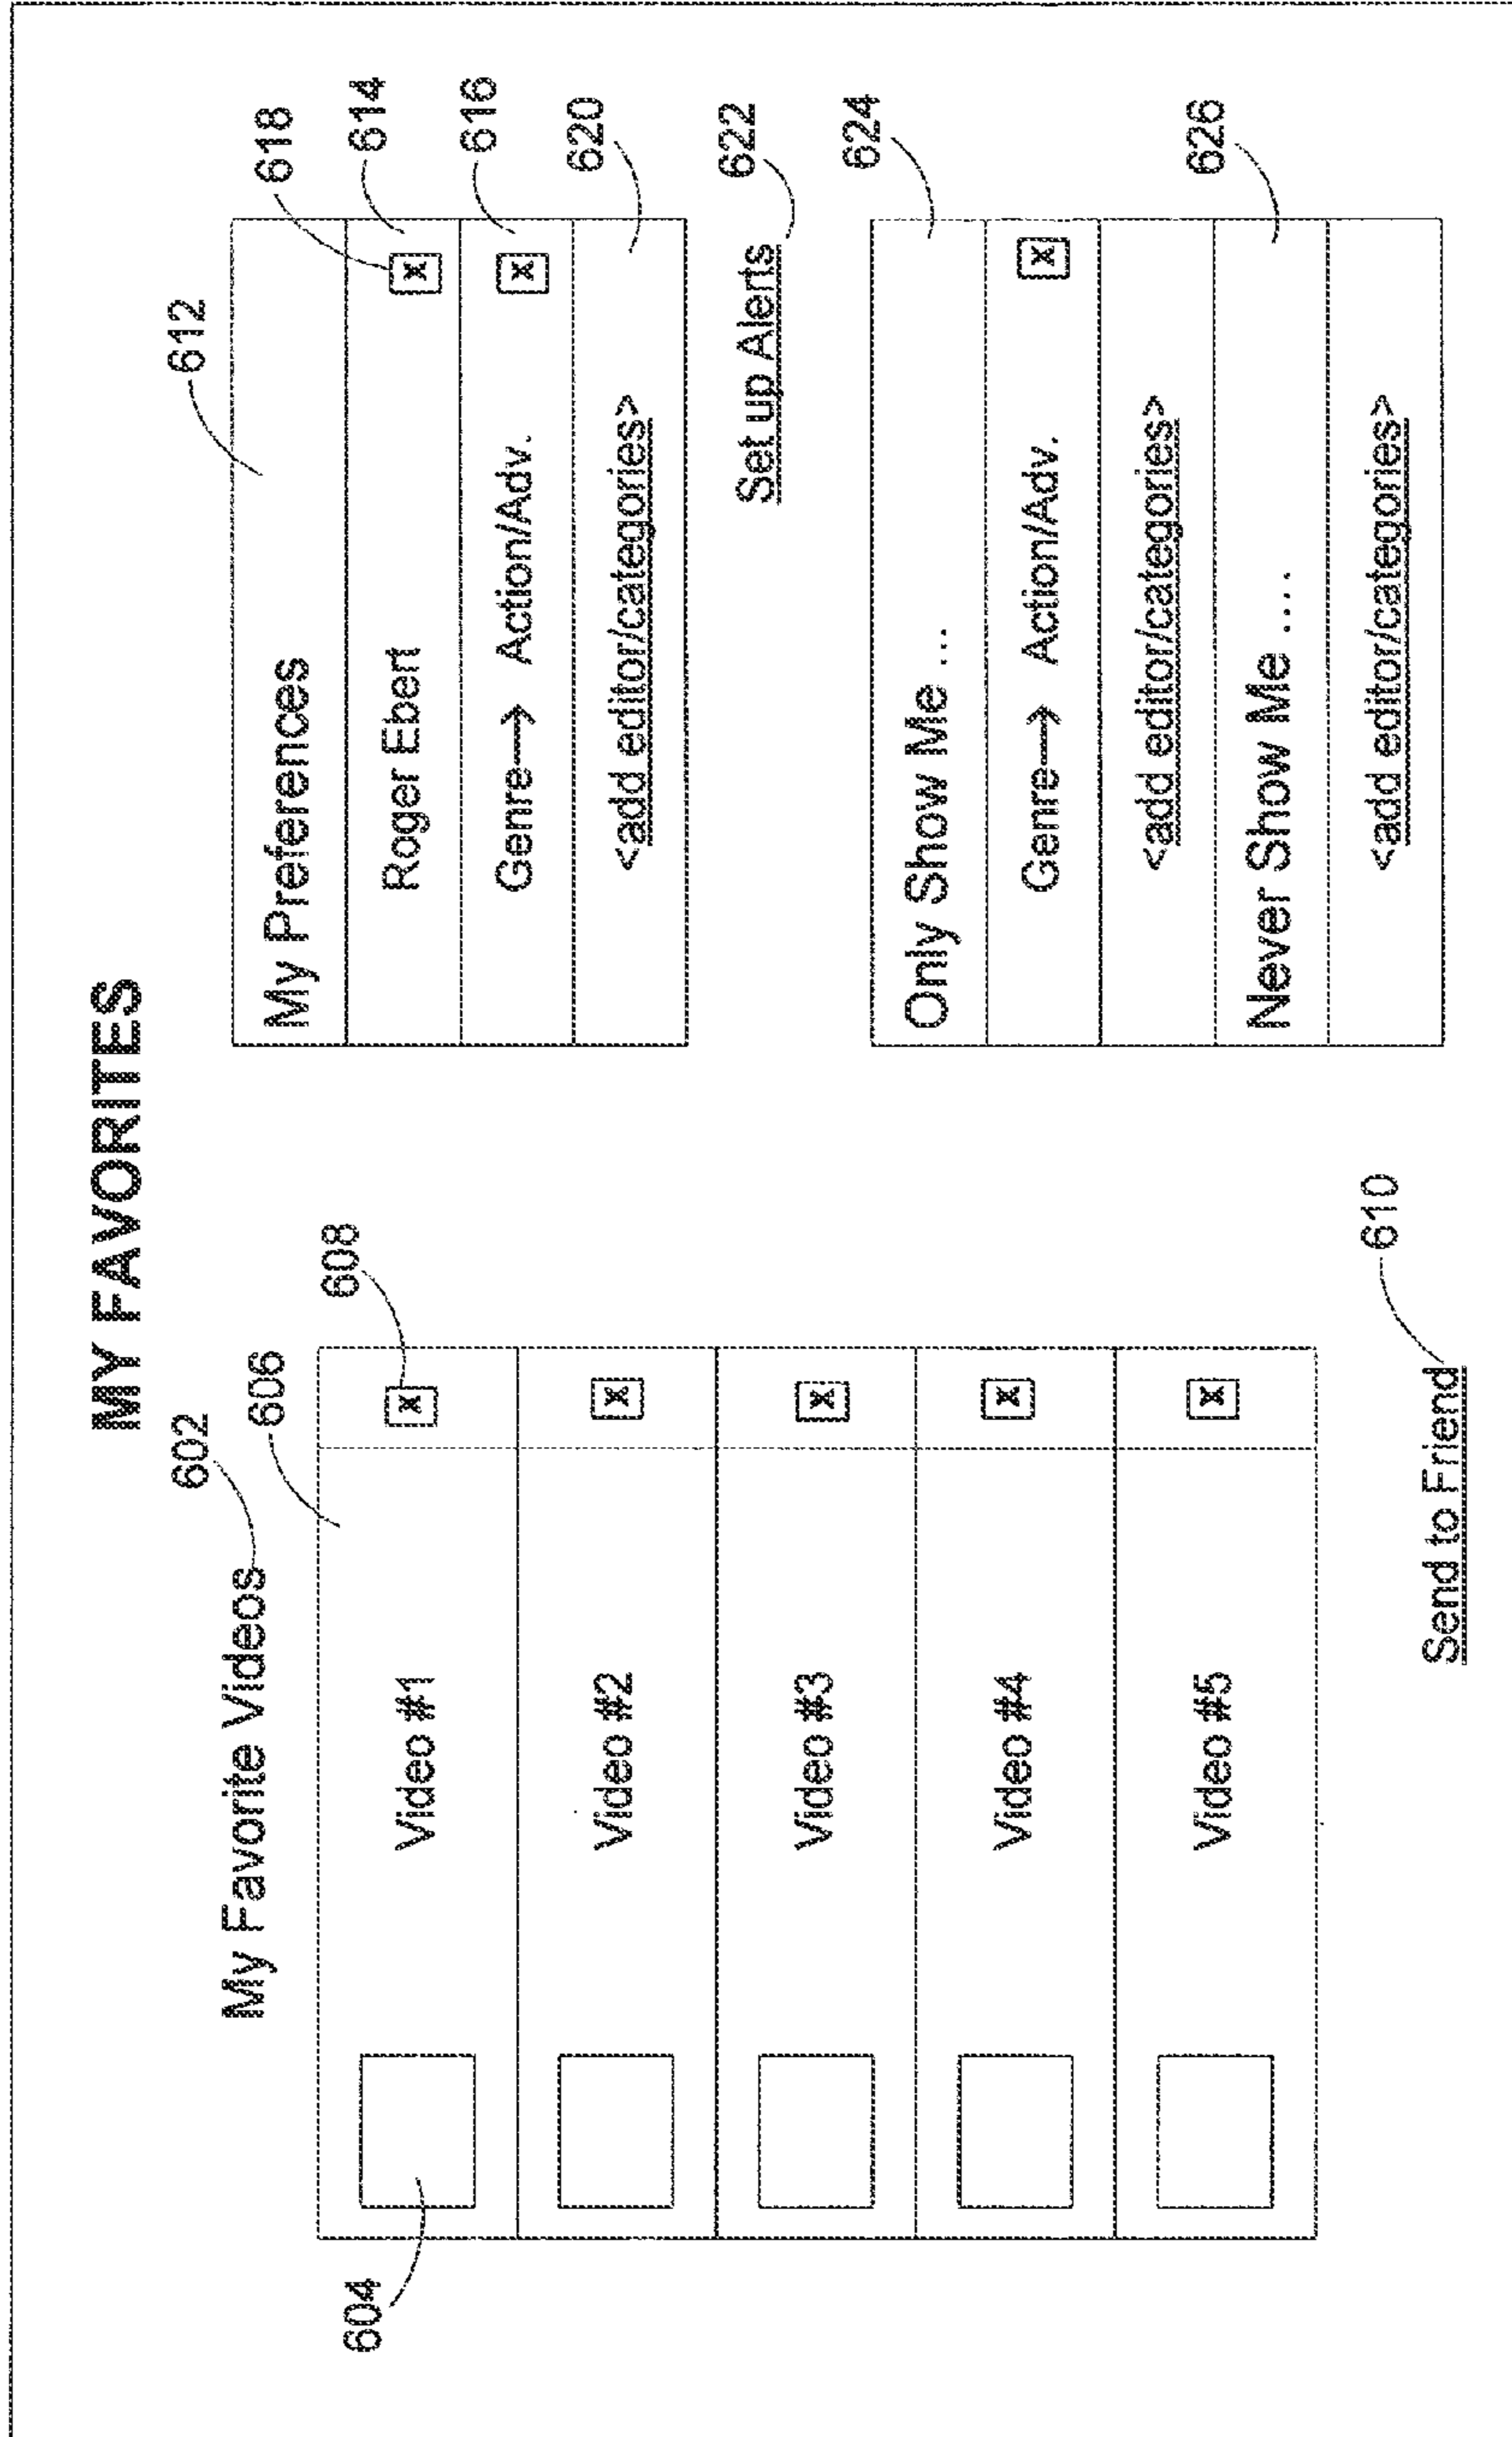 MY FAVORITES
602
My Favorite Videos
606
608
604
Video #1 x
Video #2 x
Video #3 x
Video #4 x
Video #5 x
Send to Friend
610
612
My Preferences
618
Roger Ebert x
614
Genre→ Action/Adv. x
616
<add editor/categories>
620
Set up Alerts
622
Only Show Me ...
624
Genre→ Action/Adv. x
<add editor/categories>
Never Show Me ....
626
<add editor/categories>